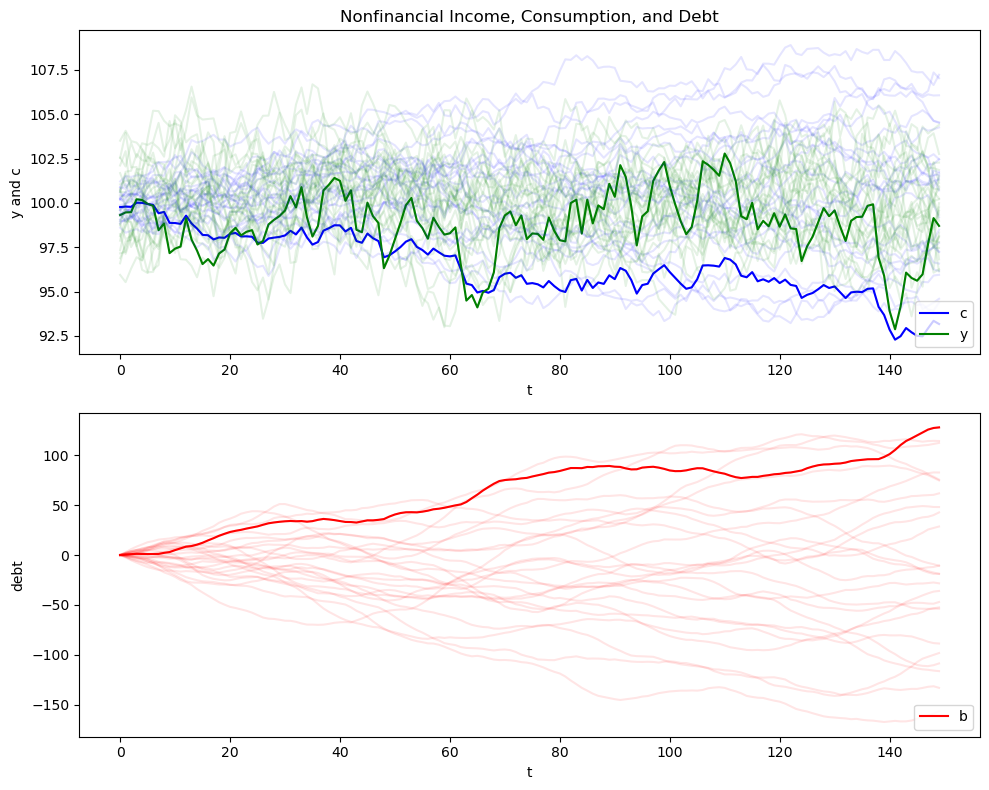 Nonfinancial Income, Consumption, and Debt
107.5
105.0
102.5
100.0
97.5
95.0
92.5
y and c
c
y
0 20 40 60 80 100 120 140
t
100
50
0
−50
−100
−150
debt
b
0 20 40 60 80 100 120 140
t